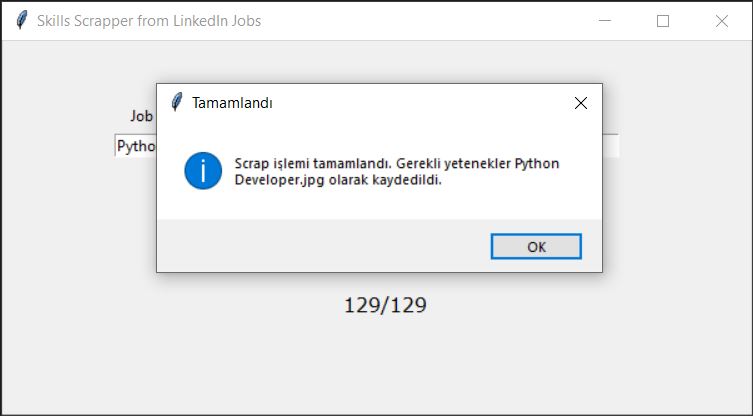 Skills Scrapper from LinkedIn Jobs
Tamamlandı
Job
Pytho
Scrap işlemi tamamlandı. Gerekli yetenekler Python
Developer.jpg olarak kaydedildi.
OK
129/129